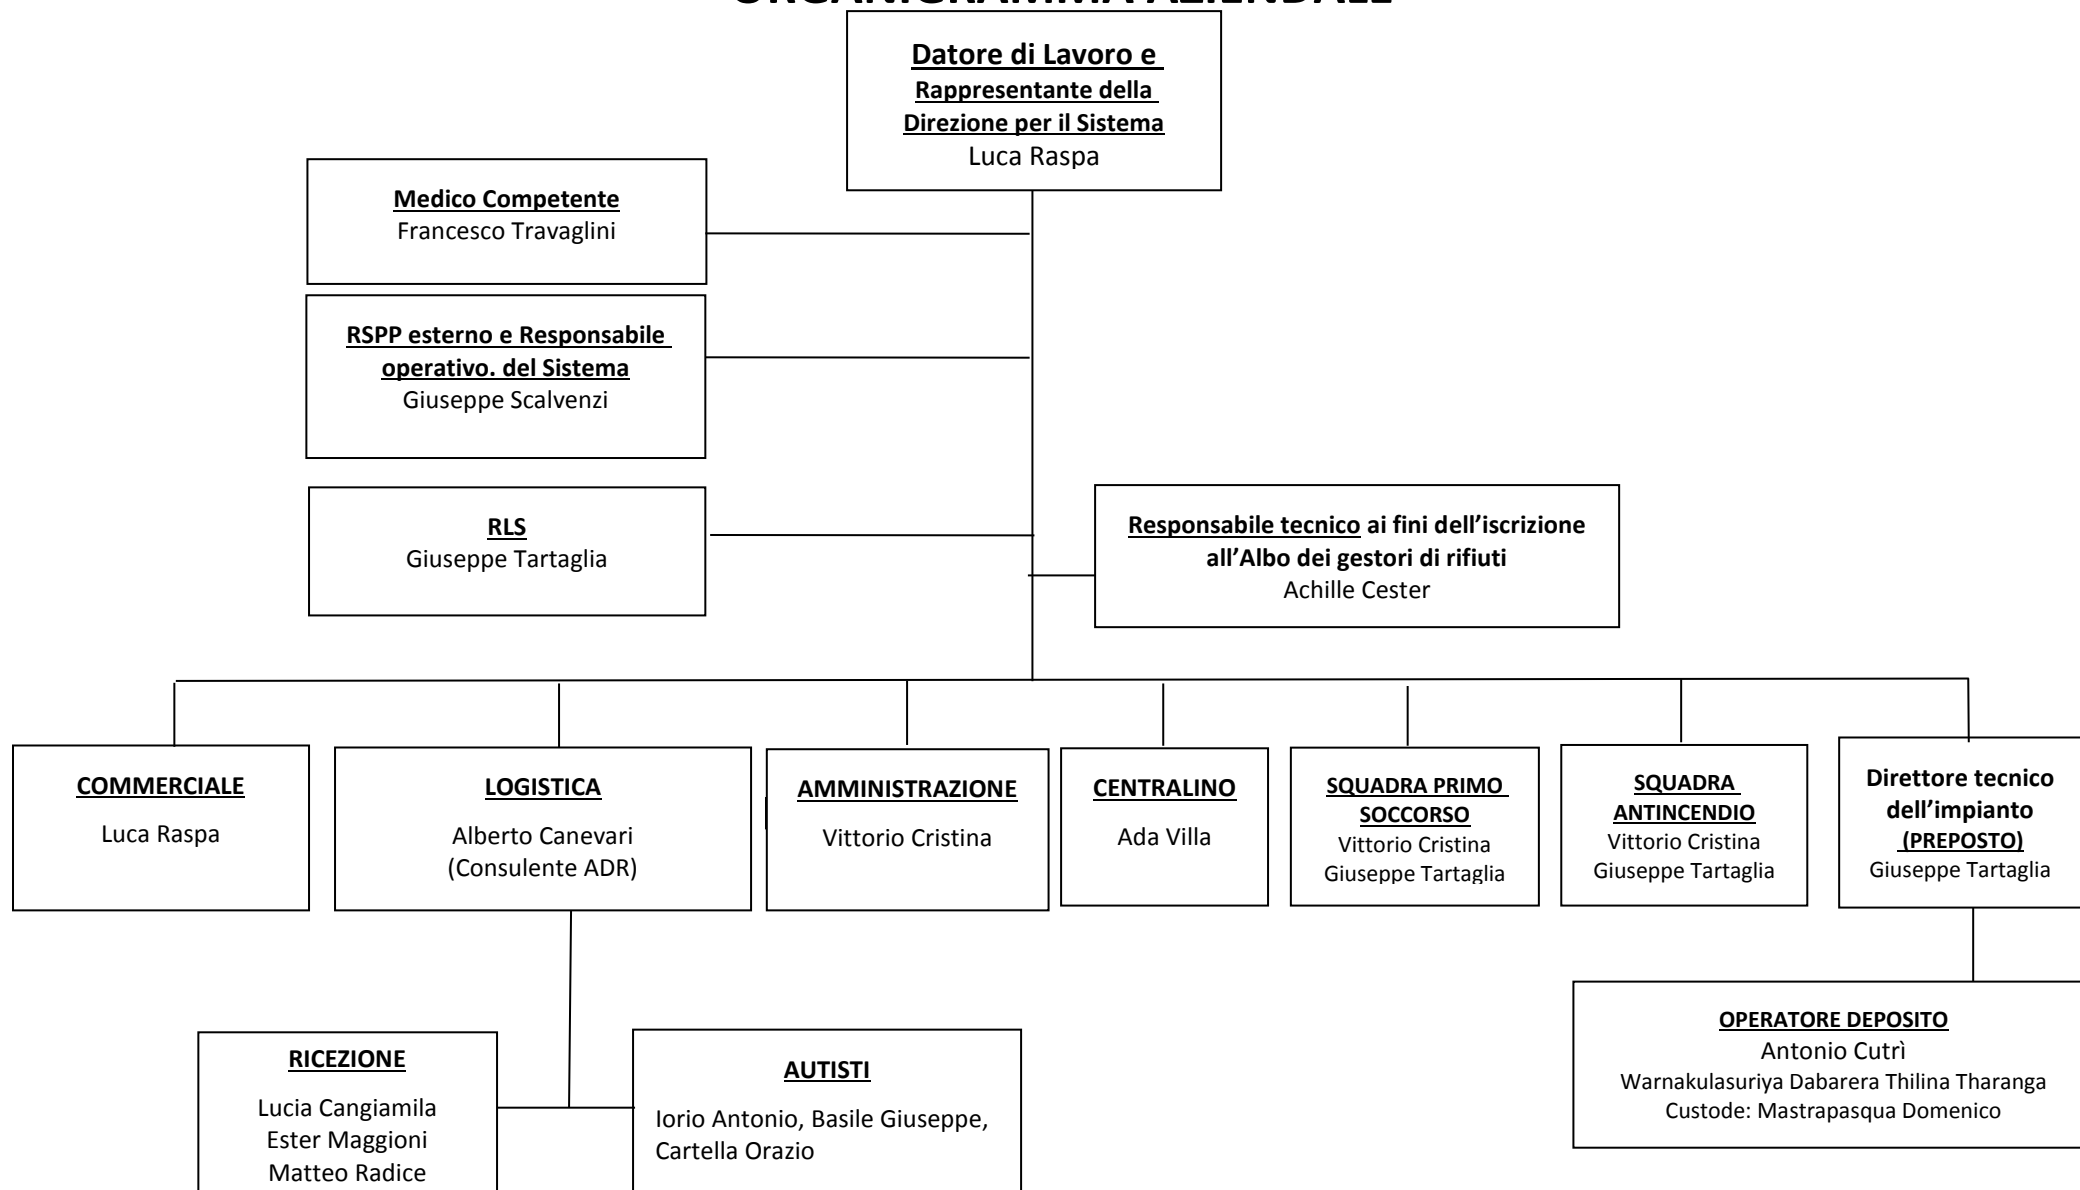 ORGANIGRAMMA AZIENDALE
Datore di Lavoro e
Rappresentante della
Direzione per il Sistema
Luca Raspa
Medico Competente
Francesco Travaglini
RSPP esterno e Responsabile
operativo. del Sistema
Giuseppe Scalvenzi
RLS
Giuseppe Tartaglia
Responsabile tecnico ai fini dell’iscrizione
all’Albo dei gestori di rifiuti
Achille Cester
COMMERCIALE
Luca Raspa
LOGISTICA
Alberto Canevari
(Consulente ADR)
AMMINISTRAZIONE
Vittorio Cristina
CENTRALINO
Ada Villa
SQUADRA PRIMO
SOCCORSO
Vittorio Cristina
Giuseppe Tartaglia
SQUADRA
ANTINCENDIO
Vittorio Cristina
Giuseppe Tartaglia
Direttore tecnico
dell’impianto
(PREPOSTO)
Giuseppe Tartaglia
RICEZIONE
Lucia Cangiamila
Ester Maggioni
Matteo Radice
AUTISTI
Iorio Antonio, Basile Giuseppe,
Cartella Orazio
OPERATORE DEPOSITO
Antonio Cutrì
Warnakulasuriya Dabarera Thilina Tharanga
Custode: Mastrapasqua Domenico